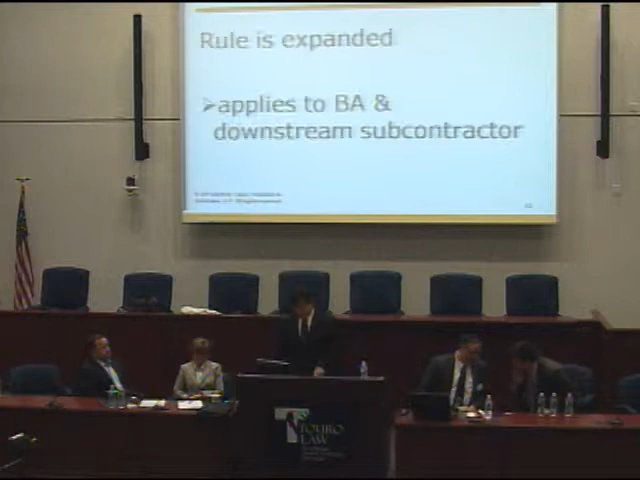 Rule is expanded
➢applies to BA &
downstream subcontractor
TOURO
LAW